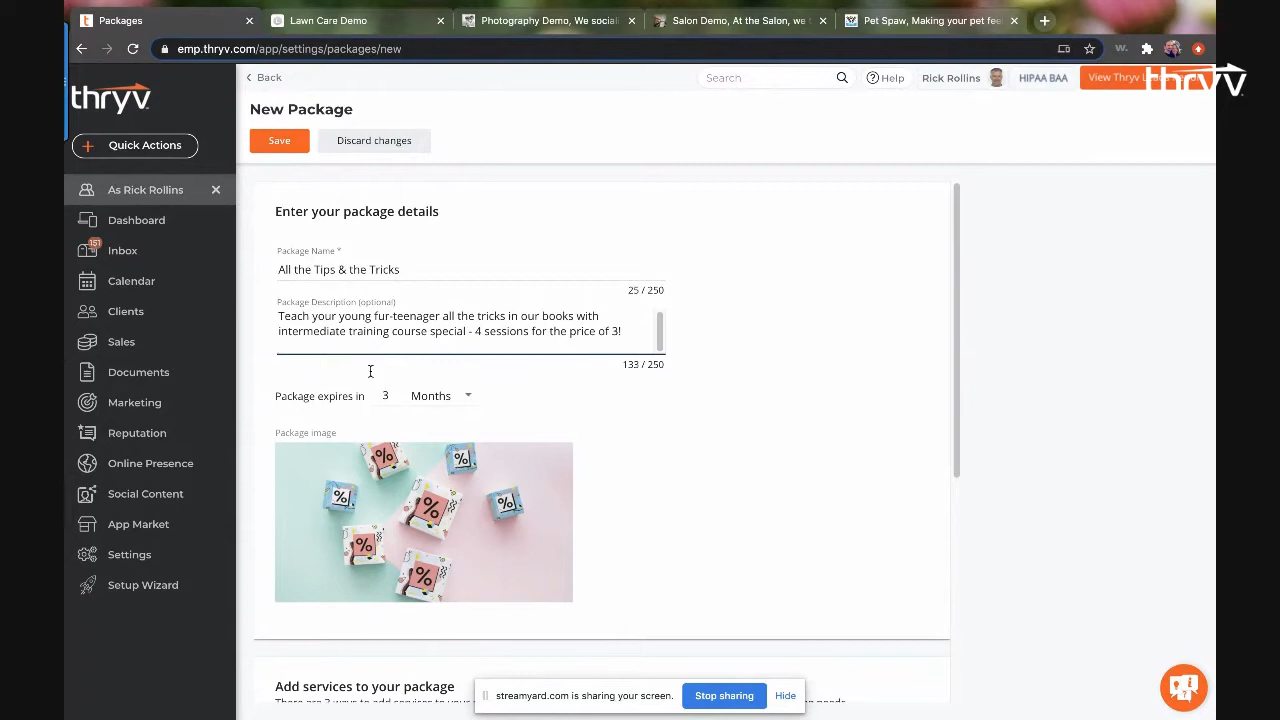 Packages
Lawn Care Demo
Photography Demo, We sociali
Salon Demo, At the Salon, we t
Pet Spaw, Making your pet fee
emp.thryv.com/app/settings/packages/new
thryv
Back
Search
Help
Rick Rollins
HIPAA BAA
View Thryv
thryv
New Package
Quick Actions
Save
Discard changes
As Rick Rollins
Dashboard
151
Inbox
Calendar
Clients
Sales
Documents
Marketing
Reputation
Online Presence
Social Content
App Market
Settings
Setup Wizard
Enter your package details
Package Name *
All the Tips & the Tricks
25 / 250
Package Description (optional)
Teach your young fur-teenager all the tricks in our books with
intermediate training course special - 4 sessions for the price of 3!
133 / 250
Package expires in 3 Months
Package image
%
%
%
%
%
%
%
Add services to your package
streamyard.com is sharing your screen.
Stop sharing
Hide